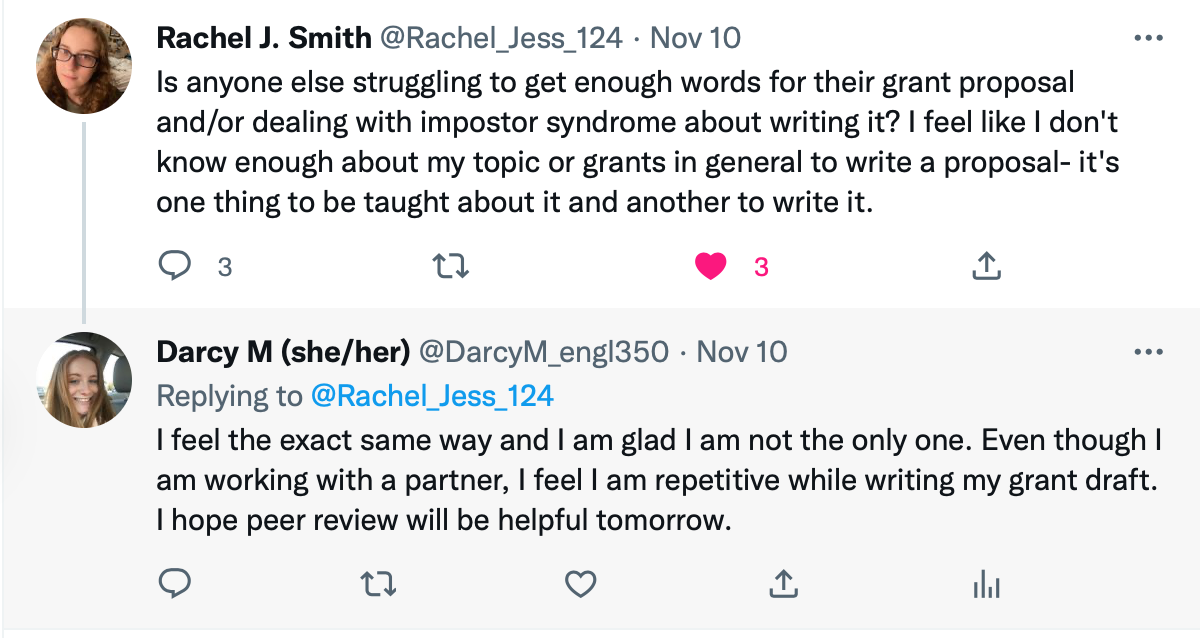 Rachel J. Smith @Rachel_Jess_124 · Nov 10
Is anyone else struggling to get enough words for their grant proposal
and/or dealing with impostor syndrome about writing it? I feel like I don't
know enough about my topic or grants in general to write a proposal- it's
one thing to be taught about it and another to write it.
3 3
Darcy M (she/her) @DarcyM_engl350 · Nov 10
Replying to @Rachel_Jess_124
I feel the exact same way and I am glad I am not the only one. Even though I
am working with a partner, I feel I am repetitive while writing my grant draft.
I hope peer review will be helpful tomorrow.